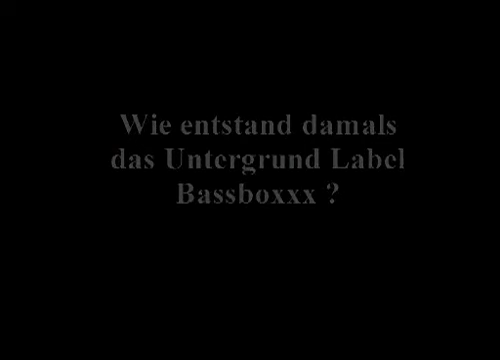 Wie entstand damals
das Untergrund Label
Bassboxxx ?